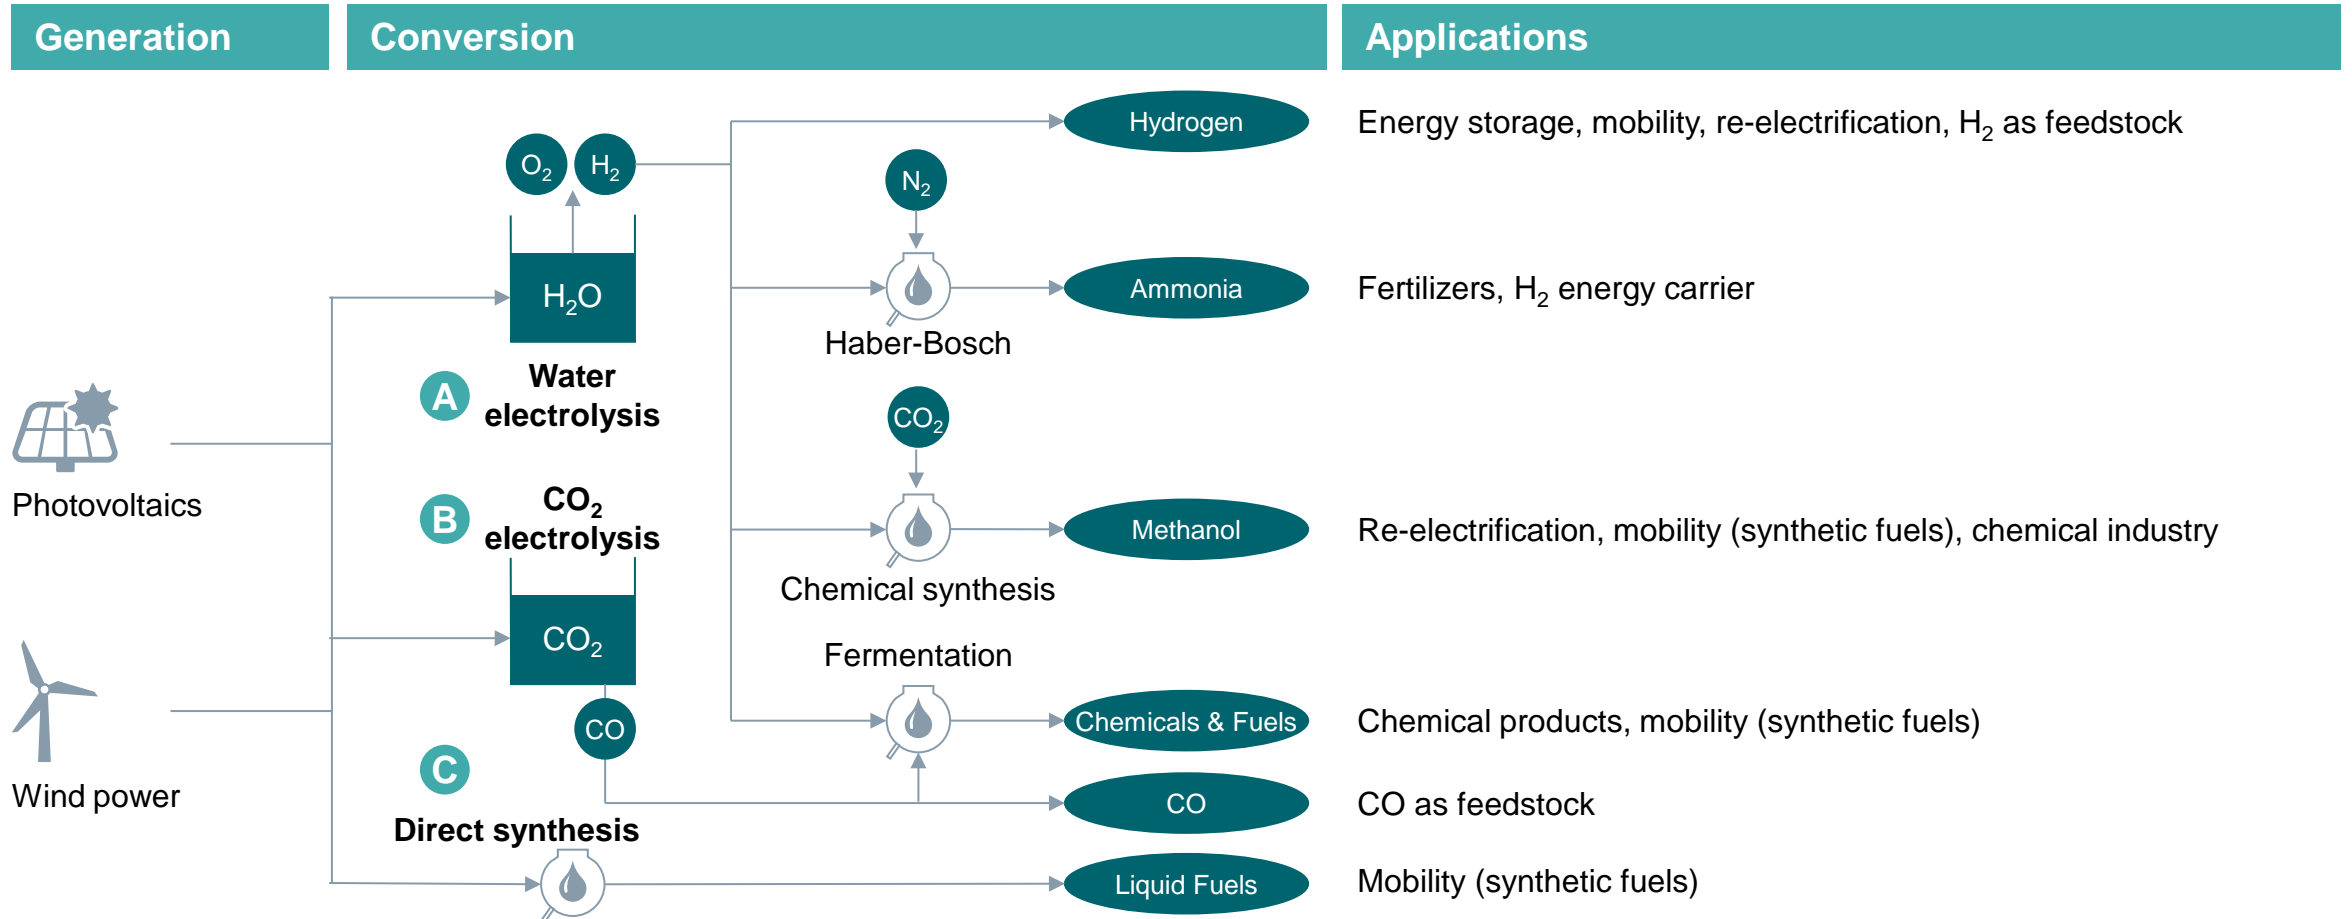 Generation
Conversion
Applications
Hydrogen
Energy storage, mobility, re-electrification, H₂ as feedstock
O₂
H₂
N₂
H₂O
Ammonia
Fertilizers, H₂ energy carrier
Haber-Bosch
A
Water
electrolysis
CO₂
Photovoltaics
B
CO₂
electrolysis
Methanol
Re-electrification, mobility (synthetic fuels), chemical industry
Chemical synthesis
CO₂
Fermentation
CO
Chemicals & Fuels
Chemical products, mobility (synthetic fuels)
C
Wind power
CO
CO as feedstock
Direct synthesis
Liquid Fuels
Mobility (synthetic fuels)